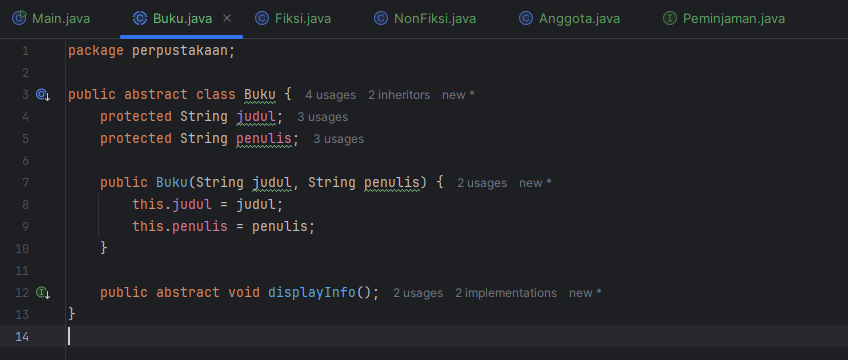 Main.java Buku.java Fiksi.java NonFiksi.java Anggota.java Peminjaman.java
1 package perpustakaan;
2
3 public abstract class Buku { 4 usages 2 inheritors new *
4 protected String judul; 3 usages
5 protected String penulis; 3 usages
6
7 public Buku(String judul, String penulis) { 2 usages new *
8 this.judul = judul;
9 this.penulis = penulis;
10 }
11
12 public abstract void displayInfo(); 2 usages 2 implementations new *
13 }
14